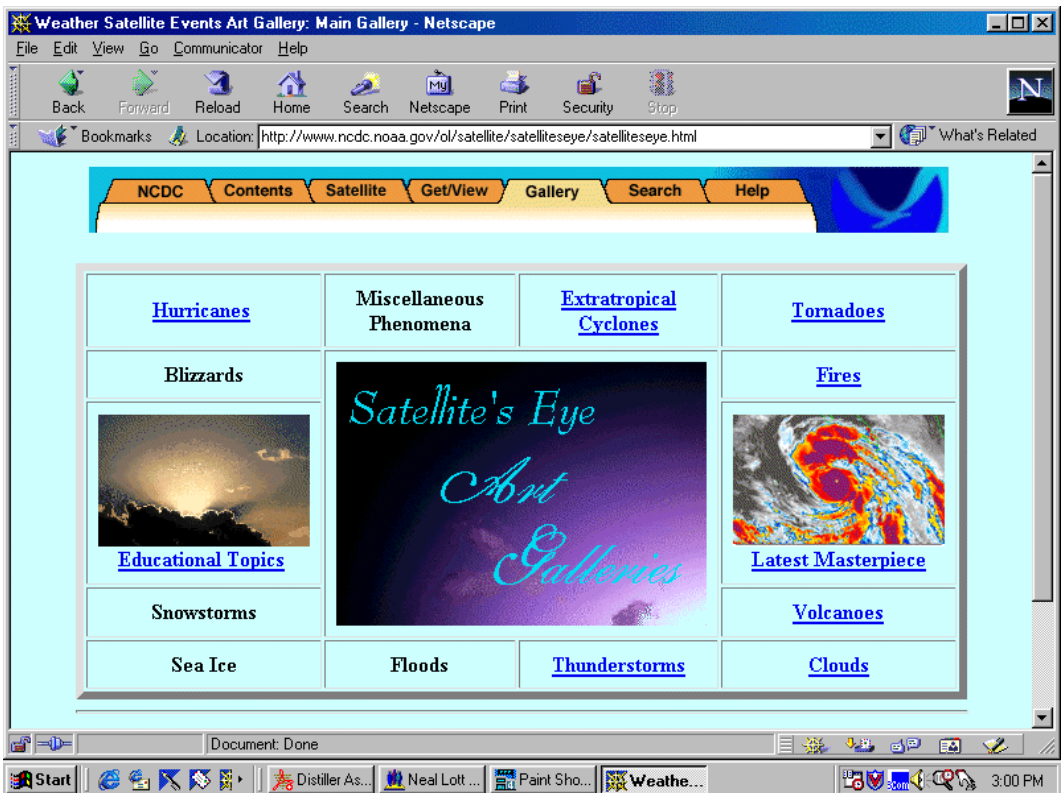 Weather Satellite Events Art Gallery: Main Gallery - Netscape
File Edit View Go Communicator Help
My
N
Back Forward Reload Home Search Netscape Print Security Stop
Bookmarks Location: http://www.ncdc.noaa.gov/ol/satellite/satelliteseye/satelliteseye.html What's Related
NCDC Contents Satellite Get/View Gallery Search Help
Hurricanes
Miscellaneous
Phenomena
Extratropical
Cyclones
Tornadoes
Blizzards
Fires
Satellite's Eye
Art
Galleries
Educational Topics
Latest Masterpiece
Snowstorms
Volcanoes
Sea Ice
Floods
Thunderstorms
Clouds
Document: Done
Start Distiller As... Neal Lott ... Paint Sho... Weathe... .com 3:00 PM